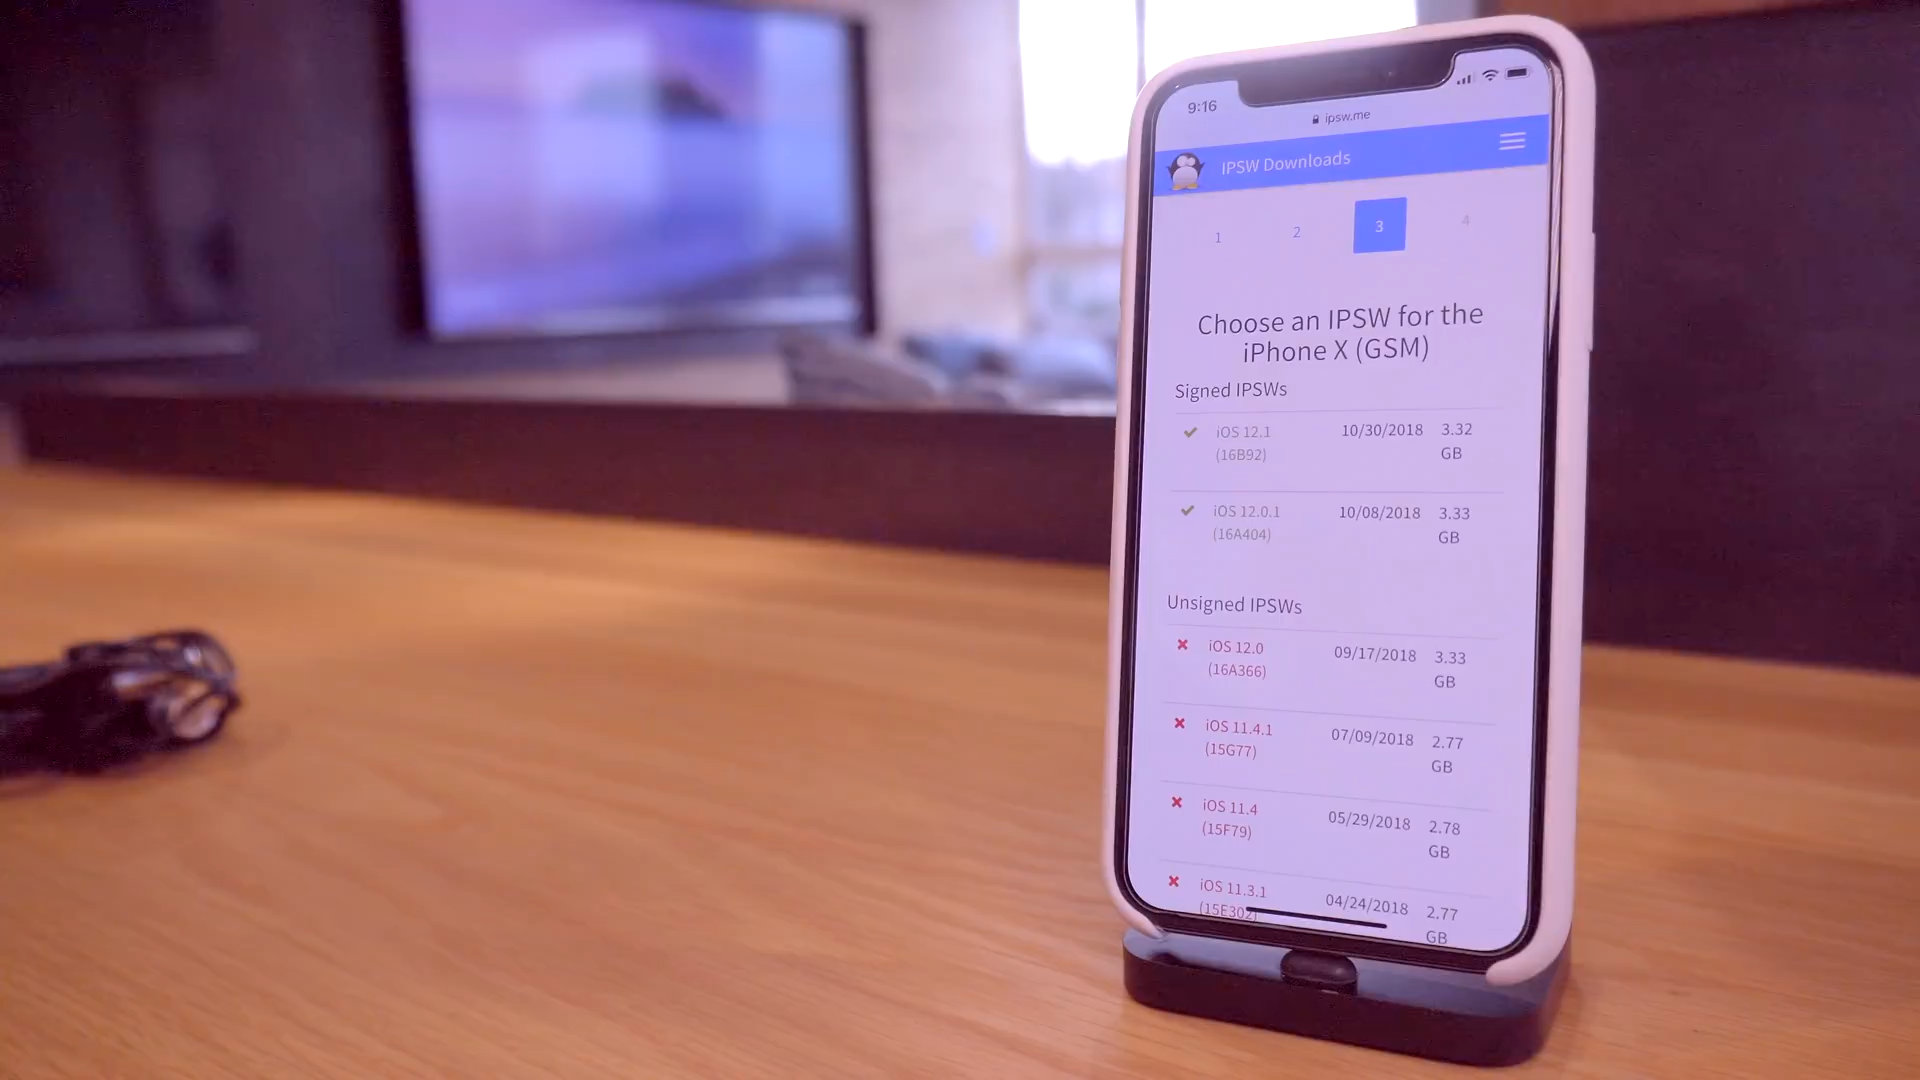 9:16
ipsw.me
IPSW Downloads
1 2 3 4
Choose an IPSW for the
iPhone X (GSM)
Signed IPSWs
iOS 12.1 10/30/2018 3.32
(16B92) GB
iOS 12.0.1 10/08/2018 3.33
(16A404) GB
Unsigned IPSWs
iOS 12.0 09/17/2018 3.33
(16A366) GB
iOS 11.4.1 07/09/2018 2.77
(15G77) GB
iOS 11.4 05/29/2018 2.78
(15F79) GB
iOS 11.3.1 04/24/2018 2.77
(15E302) GB